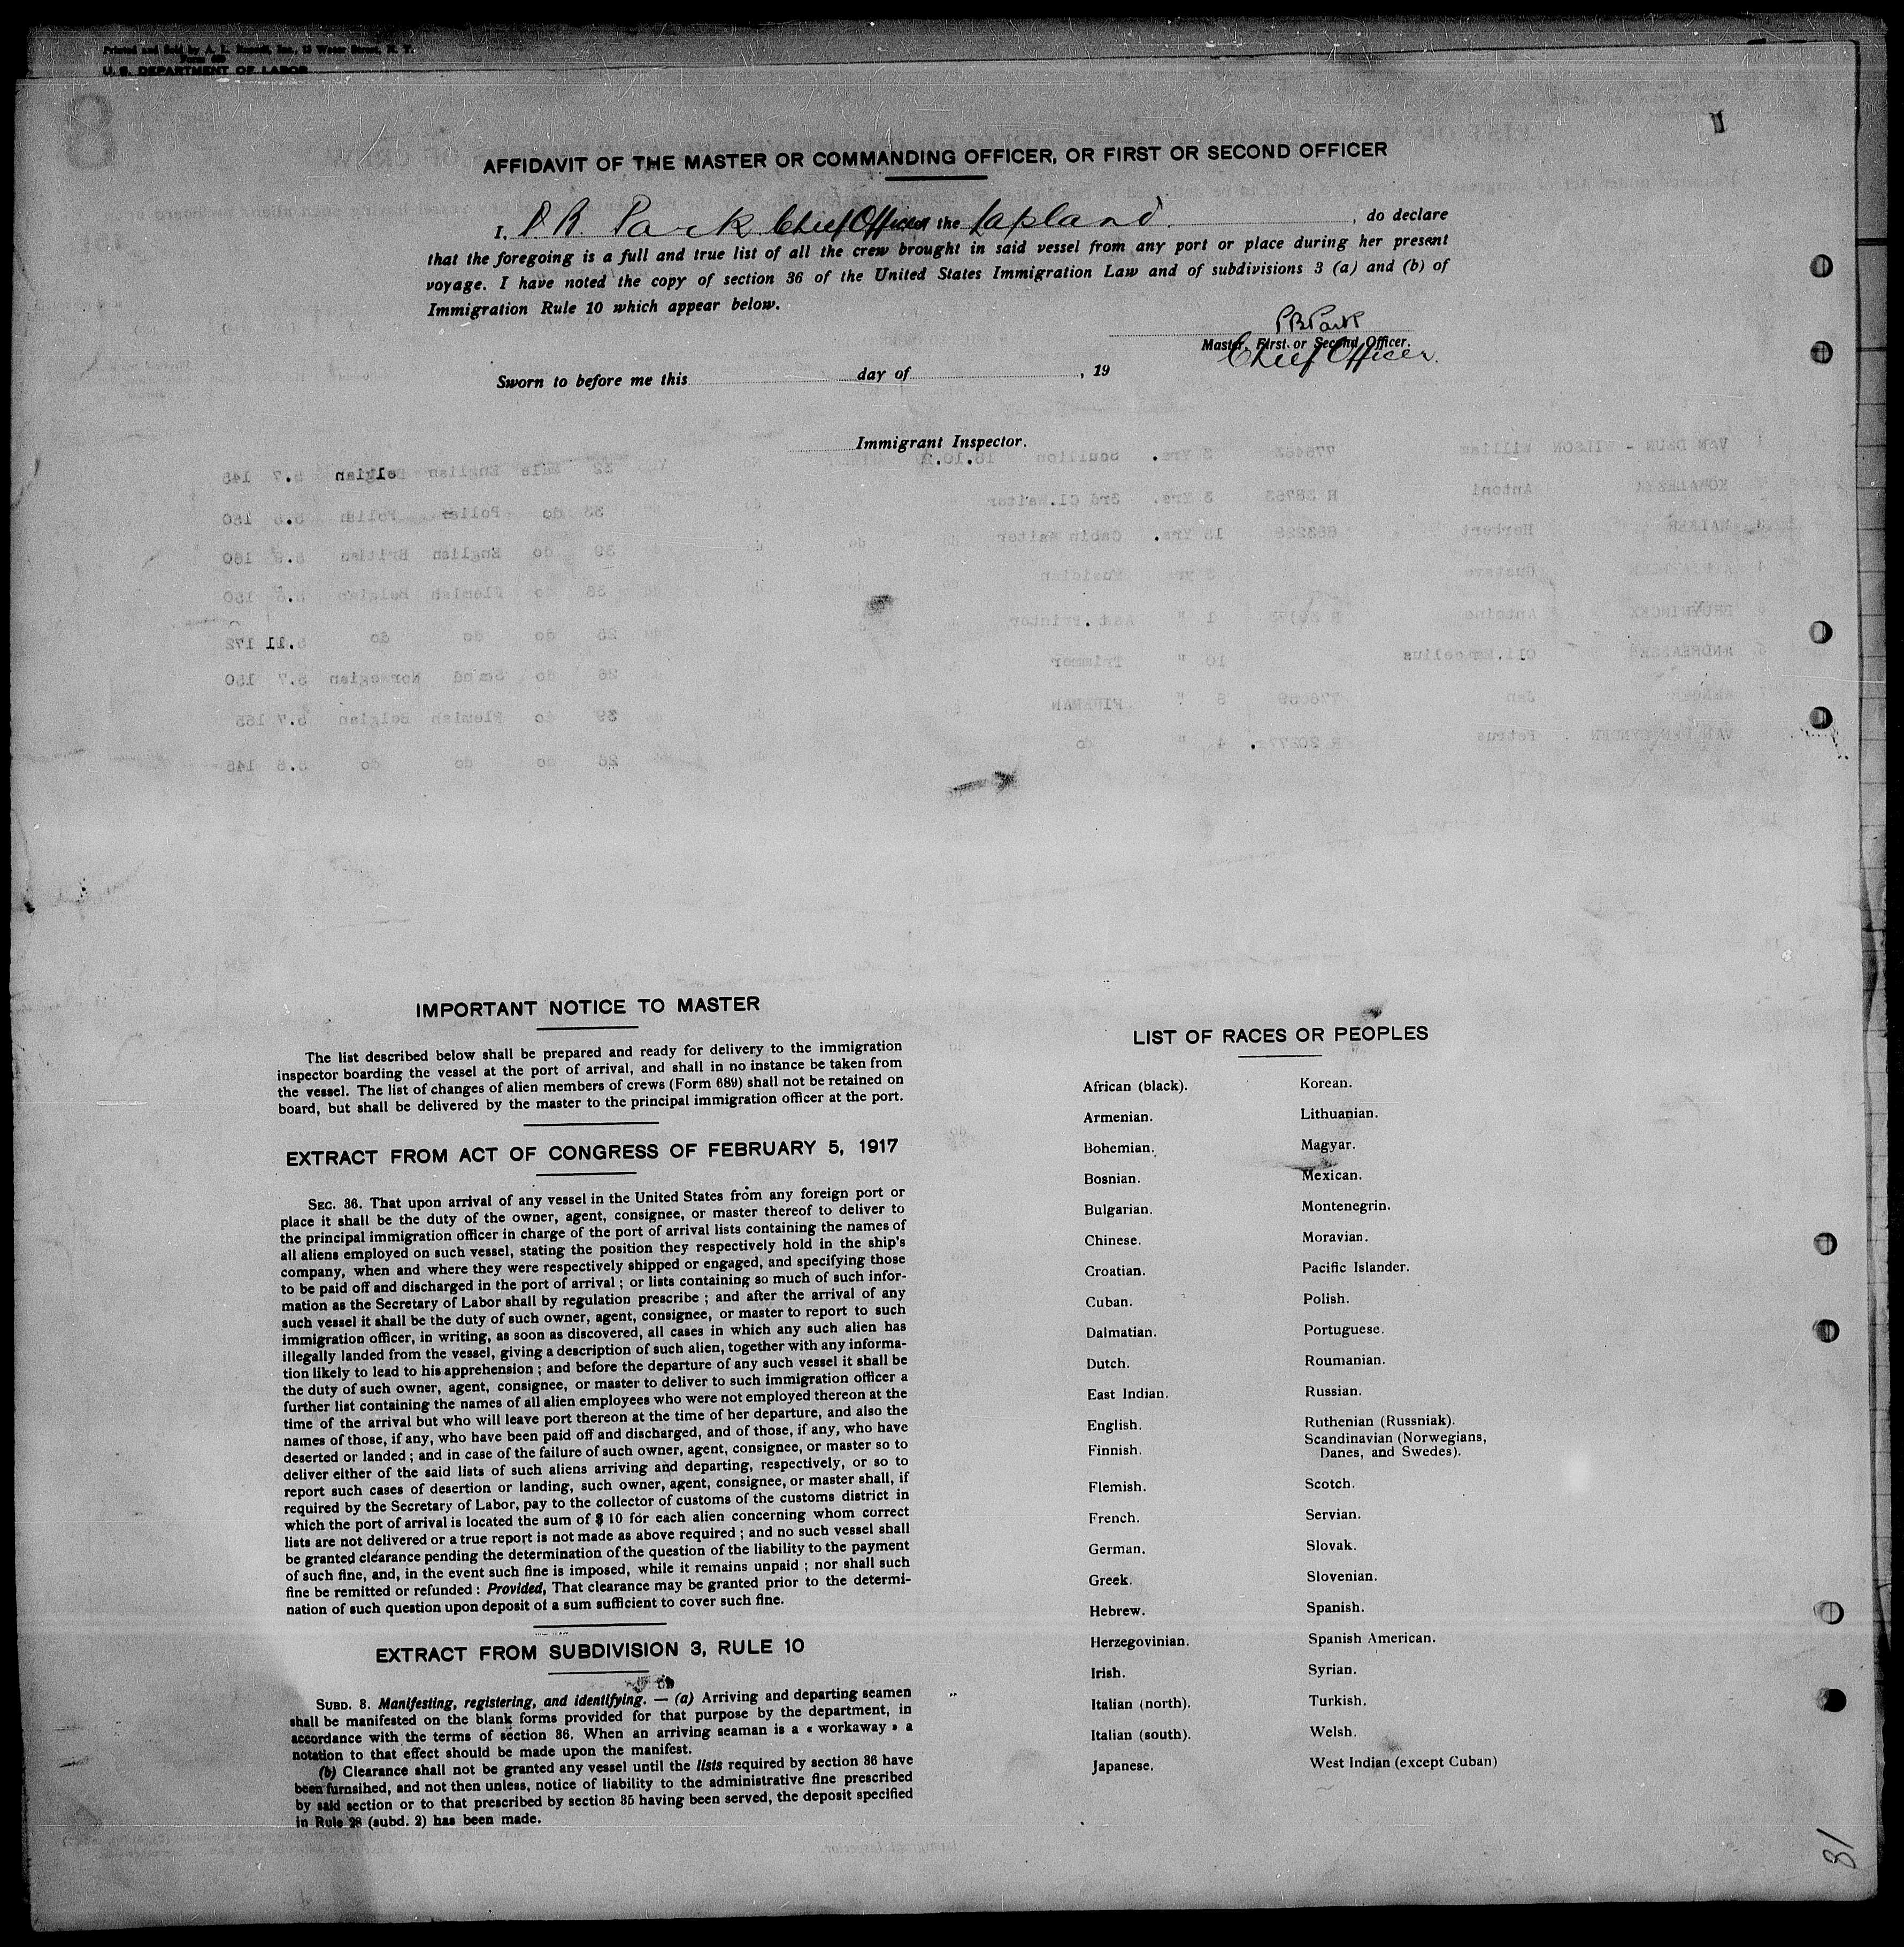 Printed and Sold by A. L. Russell, Inc., 13 Water Street, N. Y.
U. S. DEPARTMENT OF LABOR
8
AFFIDAVIT OF THE MASTER OR COMMANDING OFFICER, OR FIRST OR SECOND OFFICER
I, P. B. Park Chief Officer of the Lapland , do declare
that the foregoing is a full and true list of all the crew brought in said vessel from any port or place during her present
voyage. I have noted the copy of section 36 of the United States Immigration Law and of subdivisions 3 (a) and (b) of
Immigration Rule 10 which appear below.
P B Park
Master, First or Second Officer.
Chief Officer.
Sworn to before me this day of , 19
Immigrant Inspector.
IMPORTANT NOTICE TO MASTER
The list described below shall be prepared and ready for delivery to the immigration
inspector boarding the vessel at the port of arrival, and shall in no instance be taken from
the vessel. The list of changes of alien members of crews (Form 689) shall not be retained on
board, but shall be delivered by the master to the principal immigration officer at the port.
EXTRACT FROM ACT OF CONGRESS OF FEBRUARY 5, 1917
SEC. 36. That upon arrival of any vessel in the United States from any foreign port or
place it shall be the duty of the owner, agent, consignee, or master thereof to deliver to
the principal immigration officer in charge of the port of arrival lists containing the names of
all aliens employed on such vessel, stating the position they respectively hold in the ship's
company, when and where they were respectively shipped or engaged, and specifying those
to be paid off and discharged in the port of arrival ; or lists containing so much of such infor-
mation as the Secretary of Labor shall by regulation prescribe ; and after the arrival of any
such vessel it shall be the duty of such owner, agent, consignee, or master to report to such
immigration officer, in writing, as soon as discovered, all cases in which any such alien has
illegally landed from the vessel, giving a description of such alien, together with any informa-
tion likely to lead to his apprehension ; and before the departure of any such vessel it shall be
the duty of such owner, agent, consignee, or master to deliver to such immigration officer a
further list containing the names of all alien employees who were not employed thereon at the
time of the arrival but who will leave port thereon at the time of her departure, and also the
names of those, if any, who have been paid off and discharged, and of those, if any, who have
deserted or landed ; and in case of the failure of such owner, agent, consignee, or master so to
deliver either of the said lists of such aliens arriving and departing, respectively, or so to
report such cases of desertion or landing, such owner, agent, consignee, or master shall, if
required by the Secretary of Labor, pay to the collector of customs of the customs district in
which the port of arrival is located the sum of $ 10 for each alien concerning whom correct
lists are not delivered or a true report is not made as above required ; and no such vessel shall
be granted clearance pending the determination of the question of the liability to the payment
of such fine, and, in the event such fine is imposed, while it remains unpaid ; nor shall such
fine be remitted or refunded : Provided, That clearance may be granted prior to the determi-
nation of such question upon deposit of a sum sufficient to cover such fine.
EXTRACT FROM SUBDIVISION 3, RULE 10
SUBD. 3. Manifesting, registering, and identifying. — (a) Arriving and departing seamen
shall be manifested on the blank forms provided for that purpose by the department, in
accordance with the terms of section 36. When an arriving seaman is a « workaway » a
notation to that effect should be made upon the manifest.
(b) Clearance shall not be granted any vessel until the lists required by section 36 have
been furnsihed, and not then unless, notice of liability to the administrative fine prescribed
by said section or to that prescribed by section 35 having been served, the deposit specified
in Rule 28 (subd. 2) has been made.
LIST OF RACES OR PEOPLES
African (black).
Armenian.
Bohemian.
Bosnian.
Bulgarian.
Chinese.
Croatian.
Cuban.
Dalmatian.
Dutch.
East Indian.
English.
Finnish.
Flemish.
French.
German.
Greek.
Hebrew.
Herzegovinian.
Irish.
Italian (north).
Italian (south).
Japanese.
Korean.
Lithuanian.
Magyar.
Mexican.
Montenegrin.
Moravian.
Pacific Islander.
Polish.
Portuguese.
Roumanian.
Russian.
Ruthenian (Russniak).
Scandinavian (Norwegians,
Danes, and Swedes).
Scotch.
Servian.
Slovak.
Slovenian.
Spanish.
Spanish American.
Syrian.
Turkish.
Welsh.
West Indian (except Cuban)